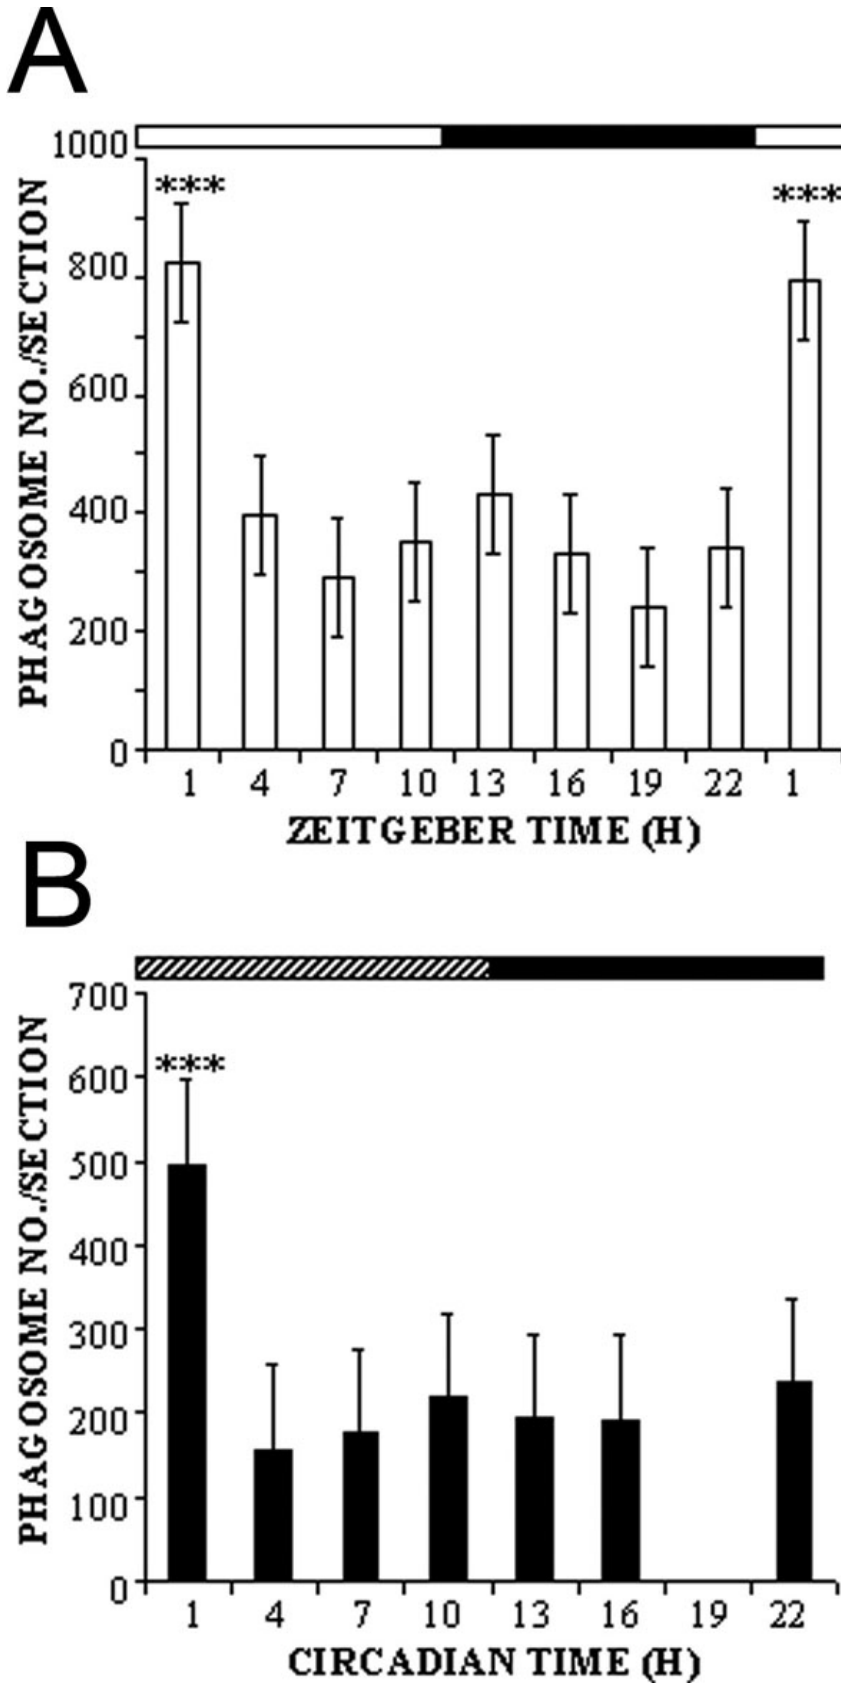 A
1000
***
***
800
600
400
200
0
PHAGOSOME NO./SECTION
1 4 7 10 13 16 19 22 1
ZEITGEBER TIME (H)
B
700
***
600
500
400
300
200
100
0
PHAGOSOME NO./SECTION
1 4 7 10 13 16 19 22
CIRCADIAN TIME (H)